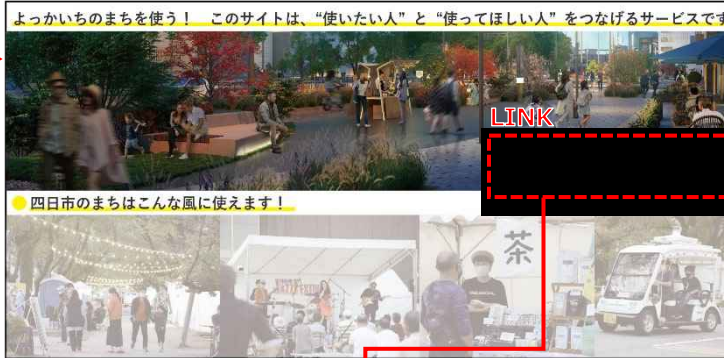 よっかいちのまちを使う！　このサイトは、“使いたい人”と“使ってほしい人”をつなげるサービスです
LINK
四日市のまちはこんな風に使えます！
茶